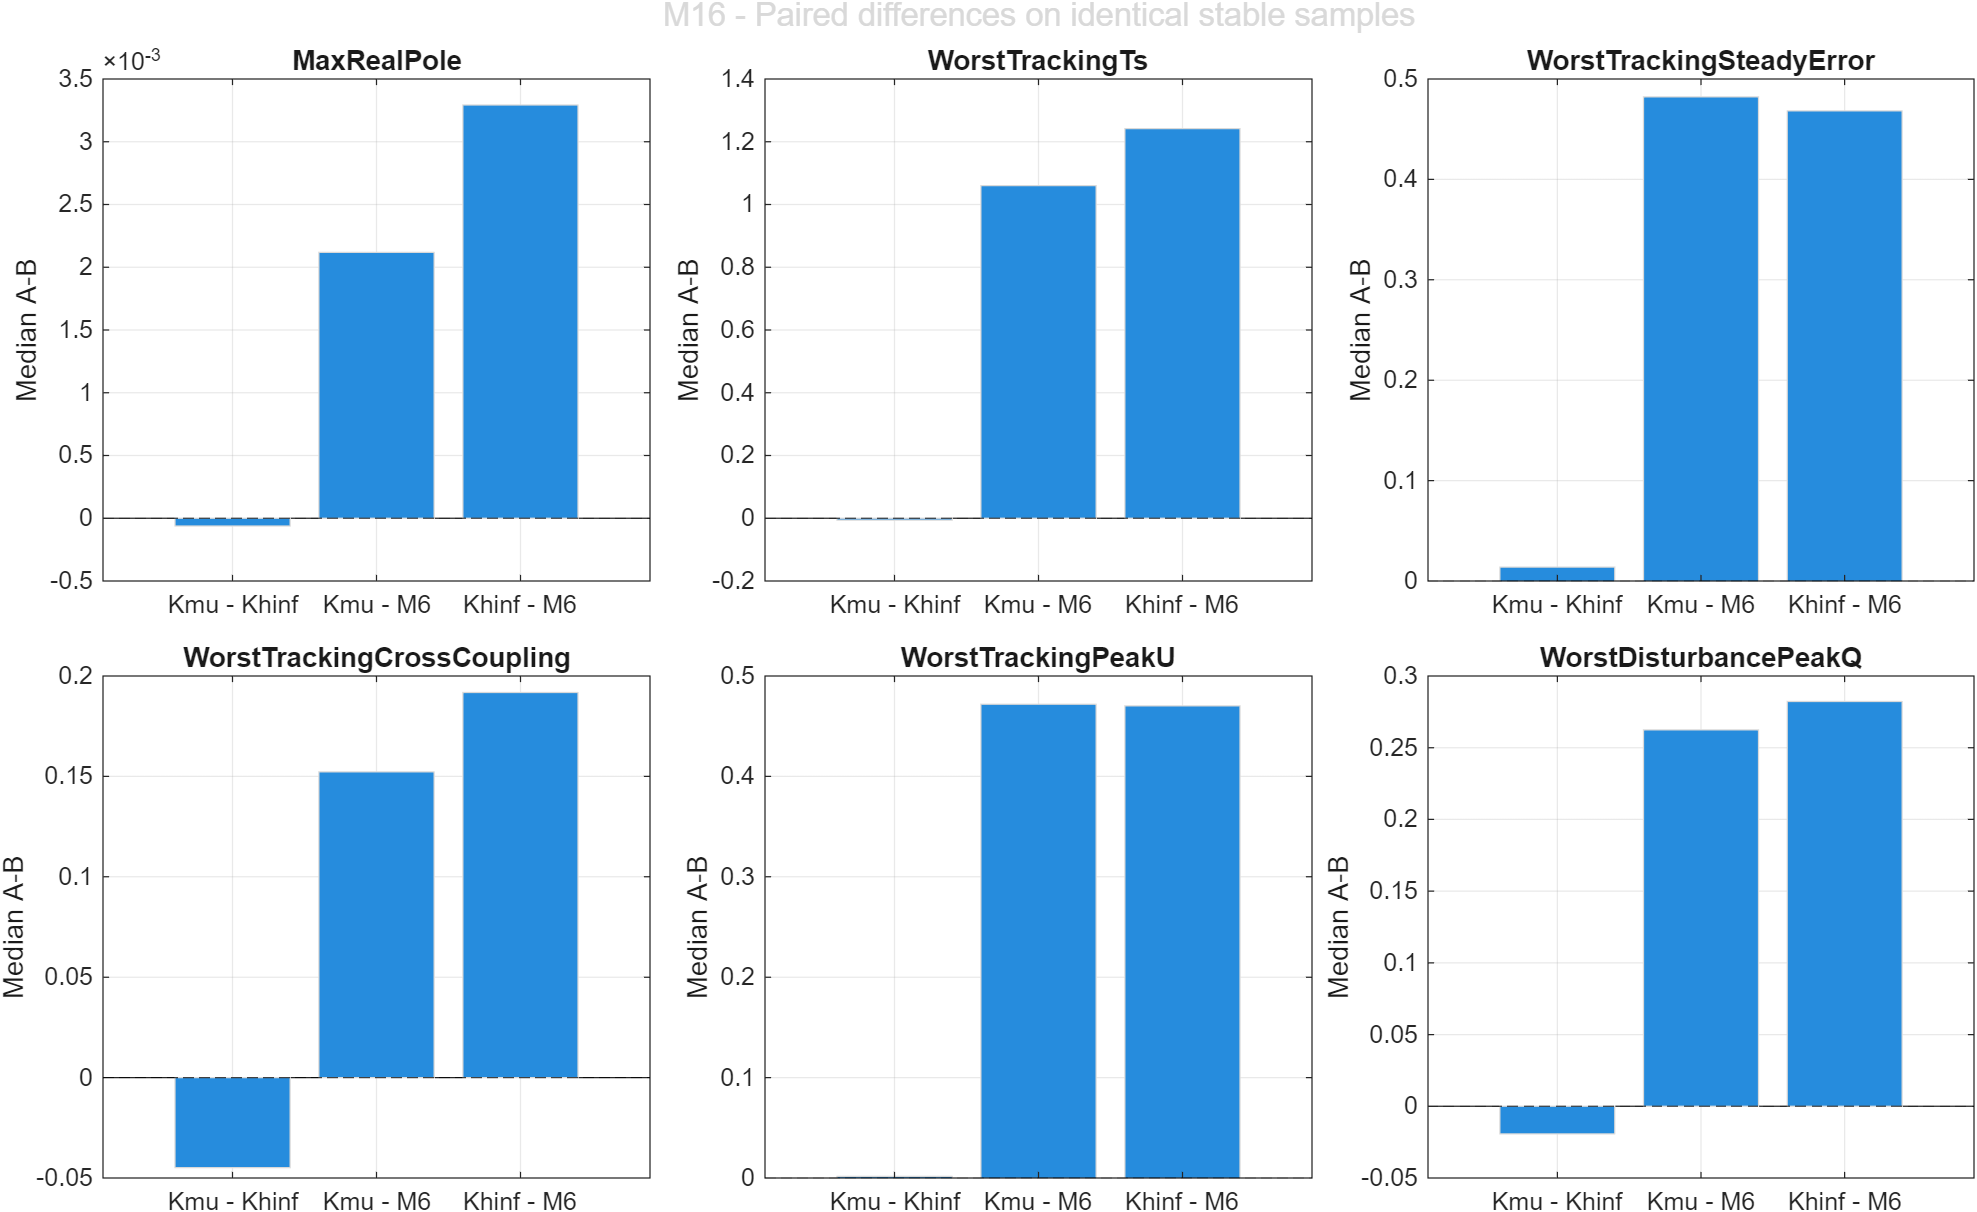 M16 - Paired differences on identical stable samples
MaxRealPole
×10-3
Median A-B
3.5
3
2.5
2
1.5
1
0.5
0
-0.5
Kmu - Khinf Kmu - M6 Khinf - M6
WorstTrackingTs
Median A-B
1.4
1.2
1
0.8
0.6
0.4
0.2
0
-0.2
Kmu - Khinf Kmu - M6 Khinf - M6
WorstTrackingSteadyError
Median A-B
0.5
0.4
0.3
0.2
0.1
0
Kmu - Khinf Kmu - M6 Khinf - M6
WorstTrackingCrossCoupling
Median A-B
0.2
0.15
0.1
0.05
0
-0.05
Kmu - Khinf Kmu - M6 Khinf - M6
WorstTrackingPeakU
Median A-B
0.5
0.4
0.3
0.2
0.1
0
Kmu - Khinf Kmu - M6 Khinf - M6
WorstDisturbancePeakQ
Median A-B
0.3
0.25
0.2
0.15
0.1
0.05
0
-0.05
Kmu - Khinf Kmu - M6 Khinf - M6